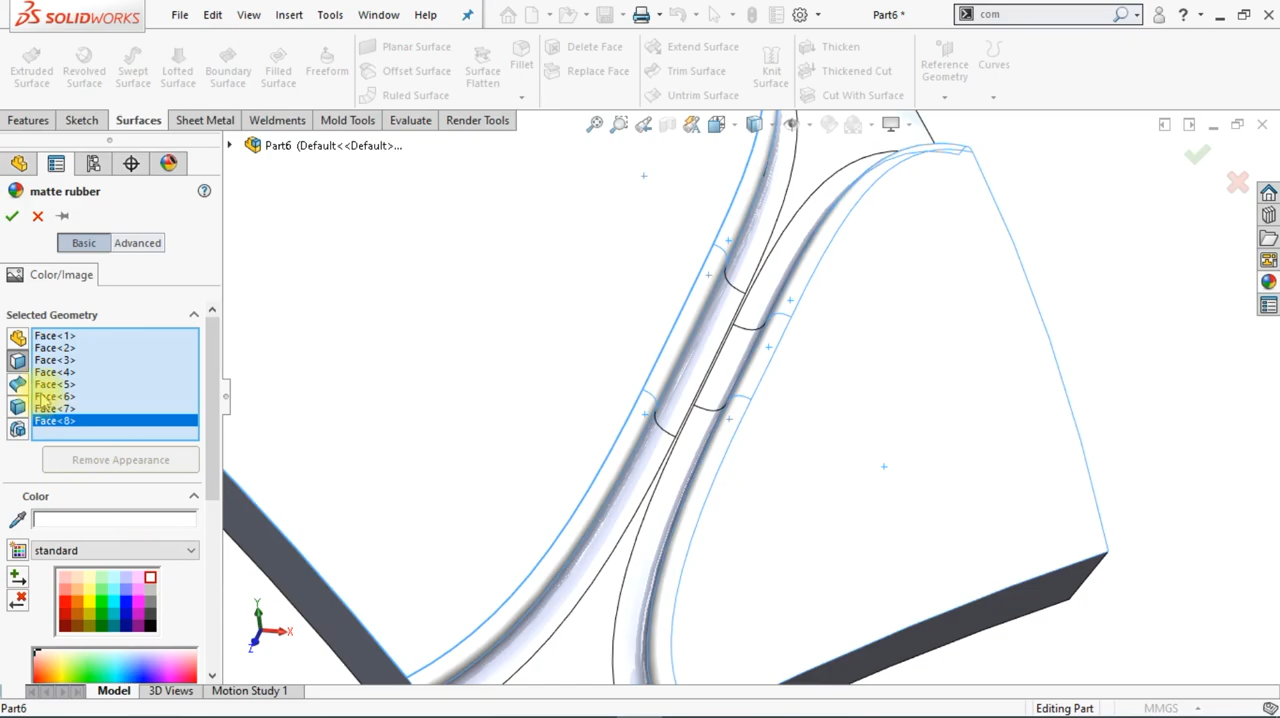 SOLIDWORKS
File Edit View Insert Tools Window Help
Part6 *
com
Extruded Surface
Revolved Surface
Swept Surface
Lofted Surface
Boundary Surface
Filled Surface
Freeform
Planar Surface
Offset Surface
Ruled Surface
Surface Flatten
Fillet
Delete Face
Replace Face
Extend Surface
Trim Surface
Untrim Surface
Knit Surface
Thicken
Thickened Cut
Cut With Surface
Reference Geometry
Curves
Features Sketch Surfaces Sheet Metal Weldments Mold Tools Evaluate Render Tools
Part6 (Default<<Default>...
matte rubber
Basic Advanced
Color/Image
Selected Geometry
Face<1>
Face<2>
Face<3>
Face<4>
Face<5>
Face<6>
Face<7>
Face<8>
Remove Appearance
Color
standard
Y
X
Z
Model 3D Views Motion Study 1
Part6
Editing Part
MMGS